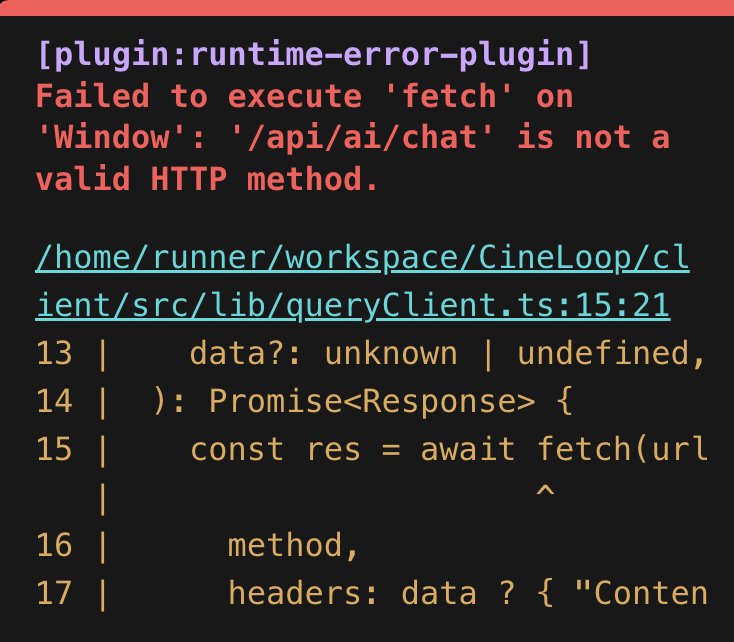 [plugin:runtime-error-plugin]
Failed to execute 'fetch' on
'Window': '/api/ai/chat' is not a
valid HTTP method.
/home/runner/workspace/CineLoop/cl
ient/src/lib/queryClient.ts:15:21
13 |    data?: unknown | undefined,
14 |  ): Promise<Response> {
15 |    const res = await fetch(url
   |                      ^
16 |      method,
17 |      headers: data ? { "Conten